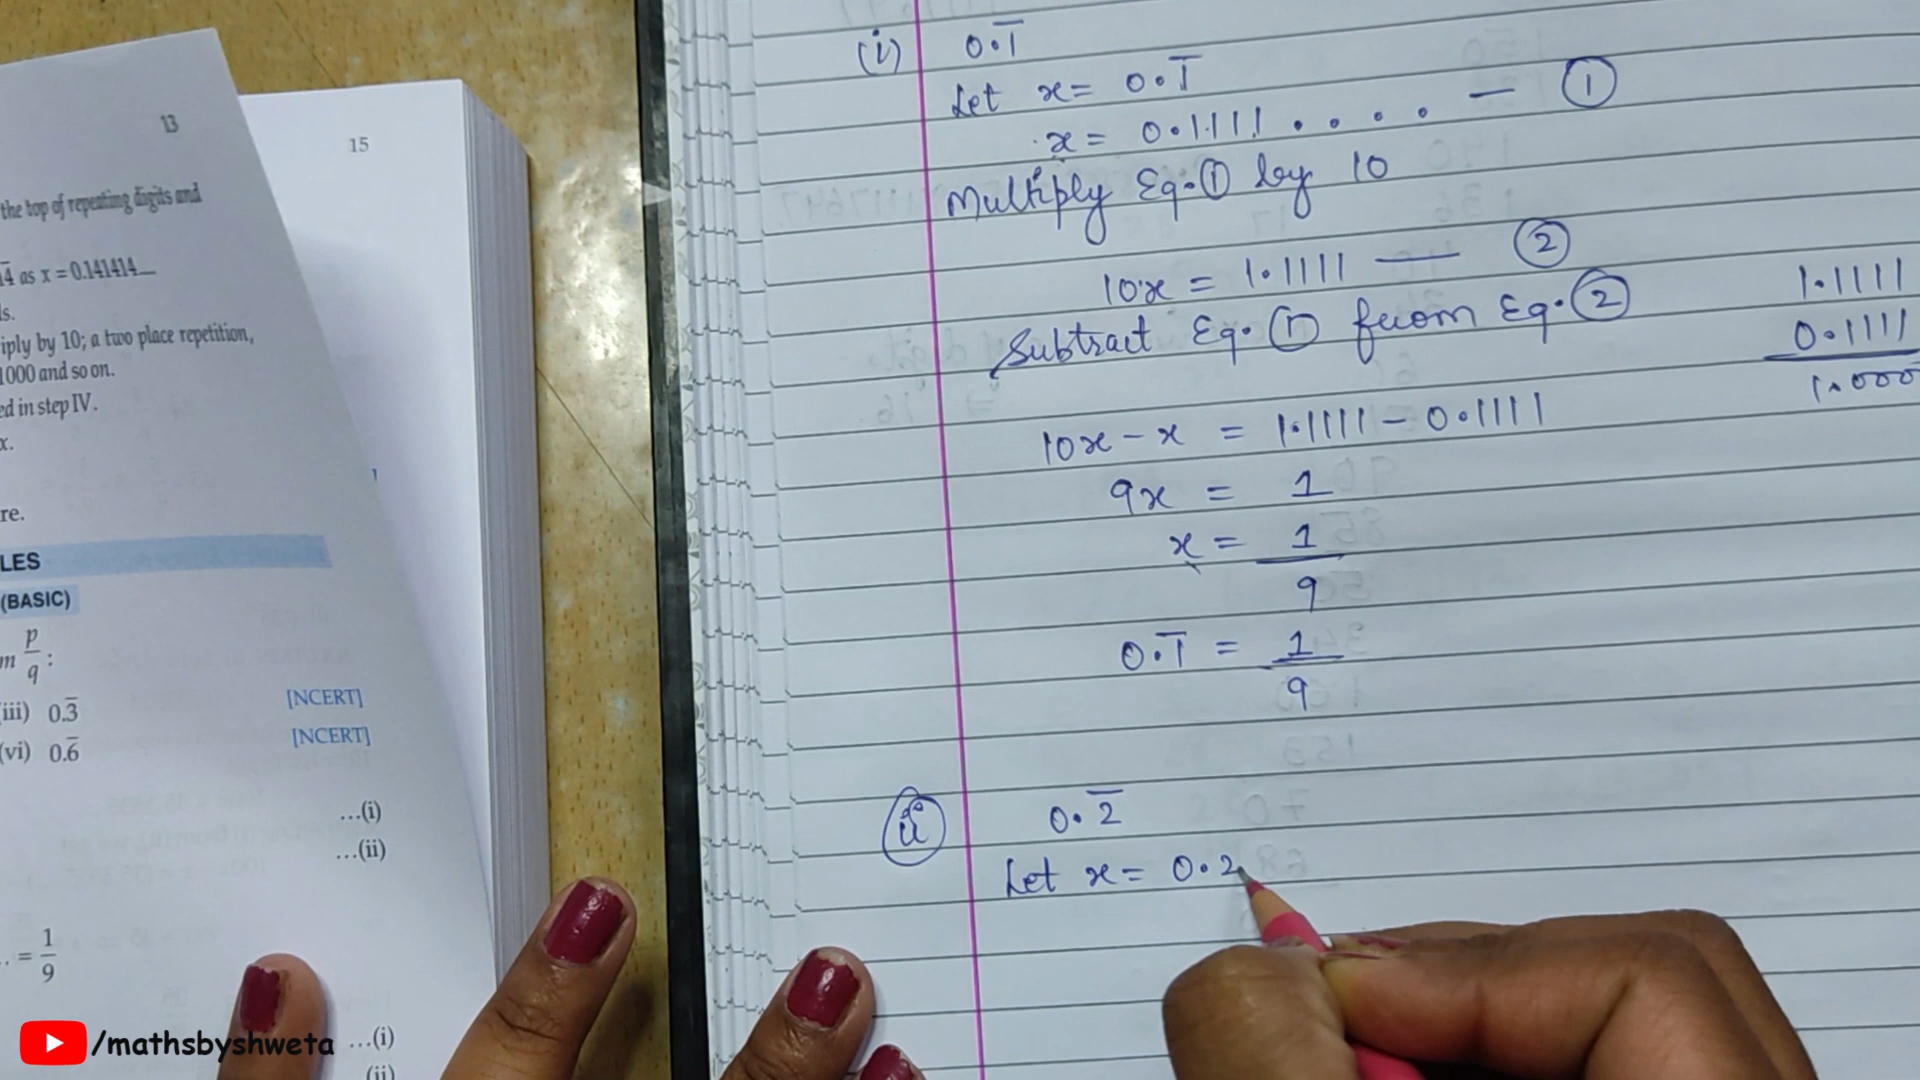 13
the top of repeating digits and
4̅ as x = 0.141414...
ls.
iply by 10; a two place repetition,
1000 and so on.
ed in step IV.
x.
re.
LES
(BASIC)
m p/q :
(iii) 0.3̅ [NCERT]
(vi) 0.6̅ [NCERT]
...(i)
...(ii)
.. = 1/9
...(i)
(ii)
15
(i) 0.1̅
Let x = 0.1̅
x = 0.1111 .... — ①
Multiply Eq.① by 10
10x = 1.1111 — ②
Subtract Eq.① from Eq.②
10x - x = 1.1111 - 0.1111
9x = 1
x = 1/9
0.1̅ = 1/9
1.1111
0.1111
1.000
(ii) 0.2̅
Let x = 0.2
/mathsbyshweta